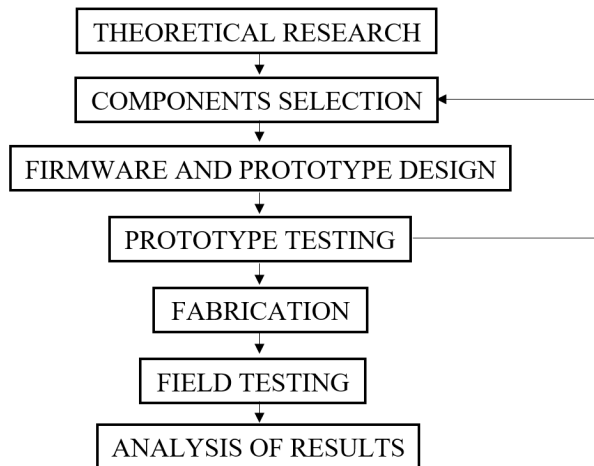 THEORETICAL RESEARCH
COMPONENTS SELECTION
FIRMWARE AND PROTOTYPE DESIGN
PROTOTYPE TESTING
FABRICATION
FIELD TESTING
ANALYSIS OF RESULTS